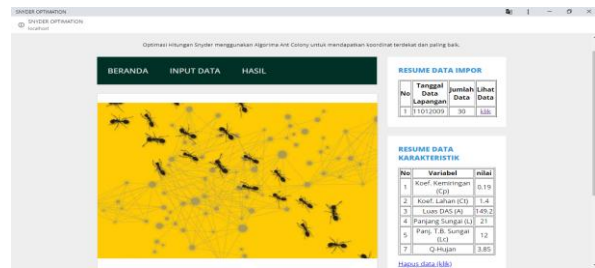 SNYDER OPTIMATION
SNYDER OPTIMATION
localhost
Optimasi Hitungan Snyder menggunakan Algorima Ant Colony untuk mendapatkan koordinat terdekat dan paling baik.
BERANDA INPUT DATA HASIL
RESUME DATA IMPOR
No Tanggal Data Lapangan Jumlah Data Lihat Data
1 11012009 30 klik
RESUME DATA
KARAKTERISTIK
No Variabel nilai
1 Koef. Kemiringan (Cp) 0.19
2 Koef. Lahan (Ct) 1.4
3 Luas DAS (A) 149.2
4 Panjang Sungai (L) 21
5 Panj. T.B. Sungai (Lc) 12
7 Q-Hujan 3.85
Hapus data (klik)